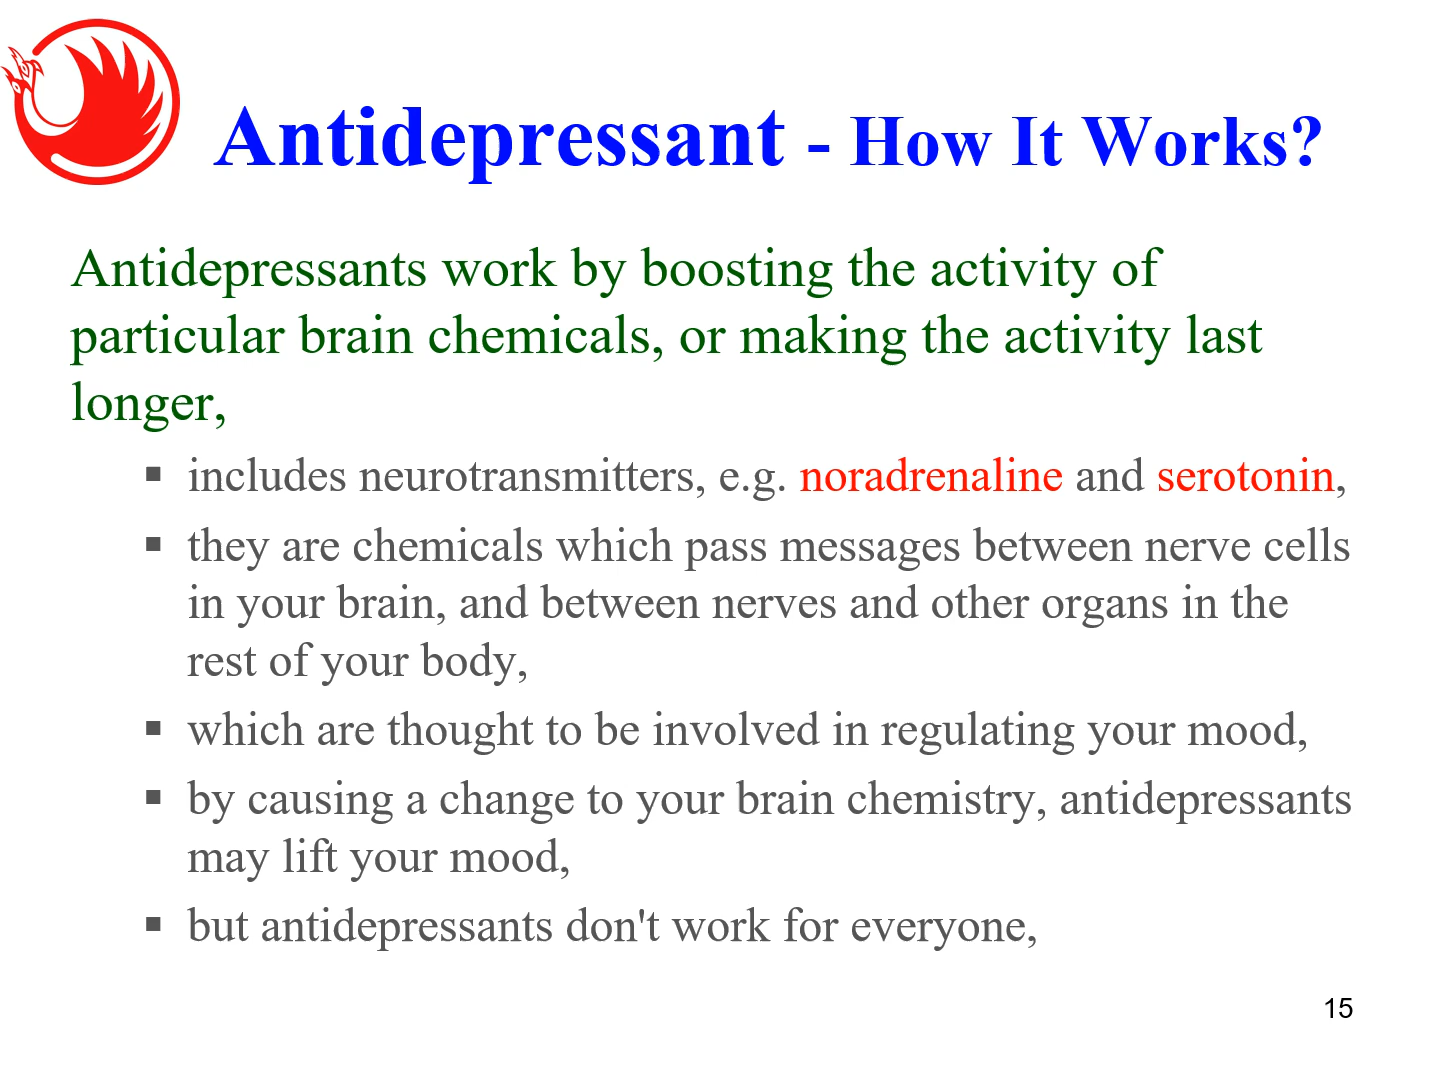 Antidepressant - How It Works?
Antidepressants work by boosting the activity of
particular brain chemicals, or making the activity last
longer,
▪ includes neurotransmitters, e.g. noradrenaline and serotonin,
▪ they are chemicals which pass messages between nerve cells
in your brain, and between nerves and other organs in the
rest of your body,
▪ which are thought to be involved in regulating your mood,
▪ by causing a change to your brain chemistry, antidepressants
may lift your mood,
▪ but antidepressants don't work for everyone,
15